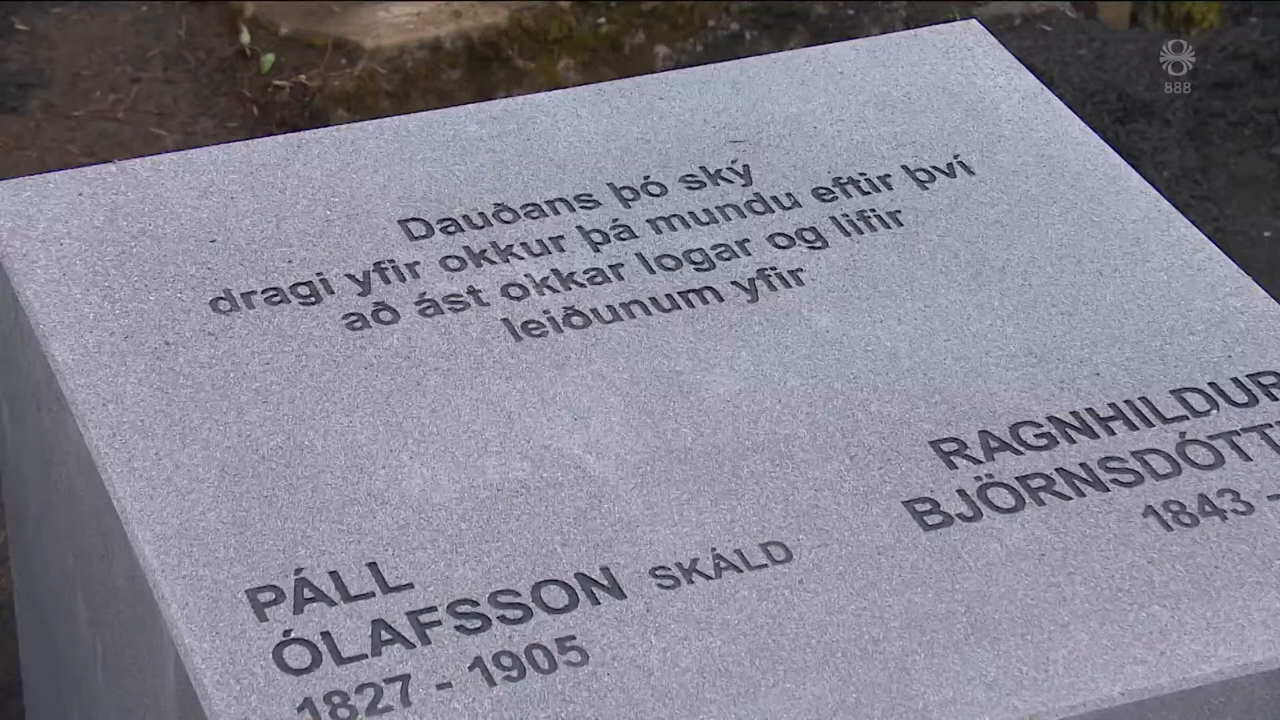 888
Dauðans þó ský
dragi yfir okkur þá mundu eftir því
að ást okkar logar og lifir
leiðunum yfir
RAGNHILDUR
BJÖRNSDÓTT
1843 -
PÁLL
ÓLAFSSON SKÁLD
1827 - 1905